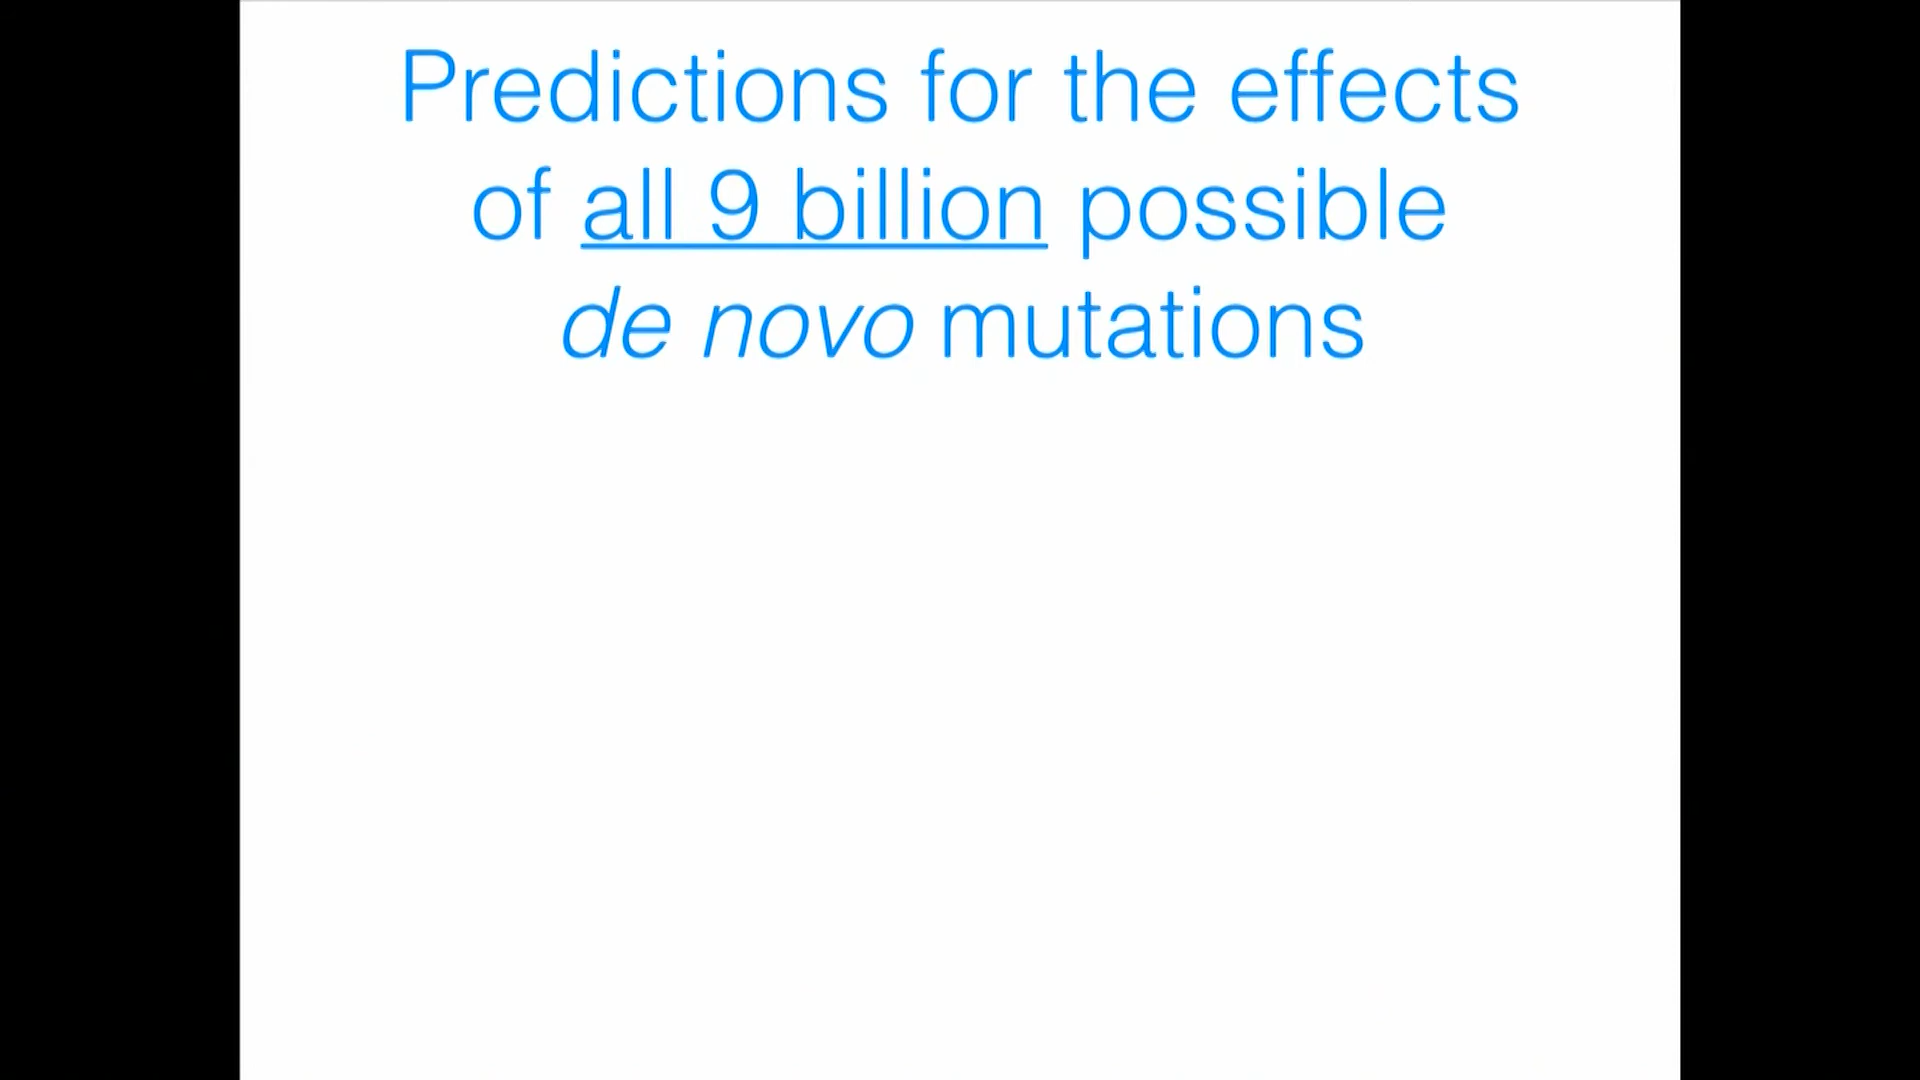 Predictions for the effects
of all 9 billion possible
de novo mutations